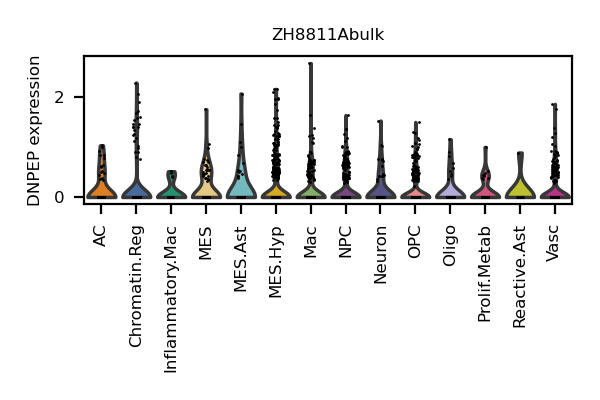 ZH8811Abulk
DNPEP expression
2
0
AC
Chromatin.Reg
Inflammatory.Mac
MES
MES.Ast
MES.Hyp
Mac
NPC
Neuron
OPC
Oligo
Prolif.Metab
Reactive.Ast
Vasc